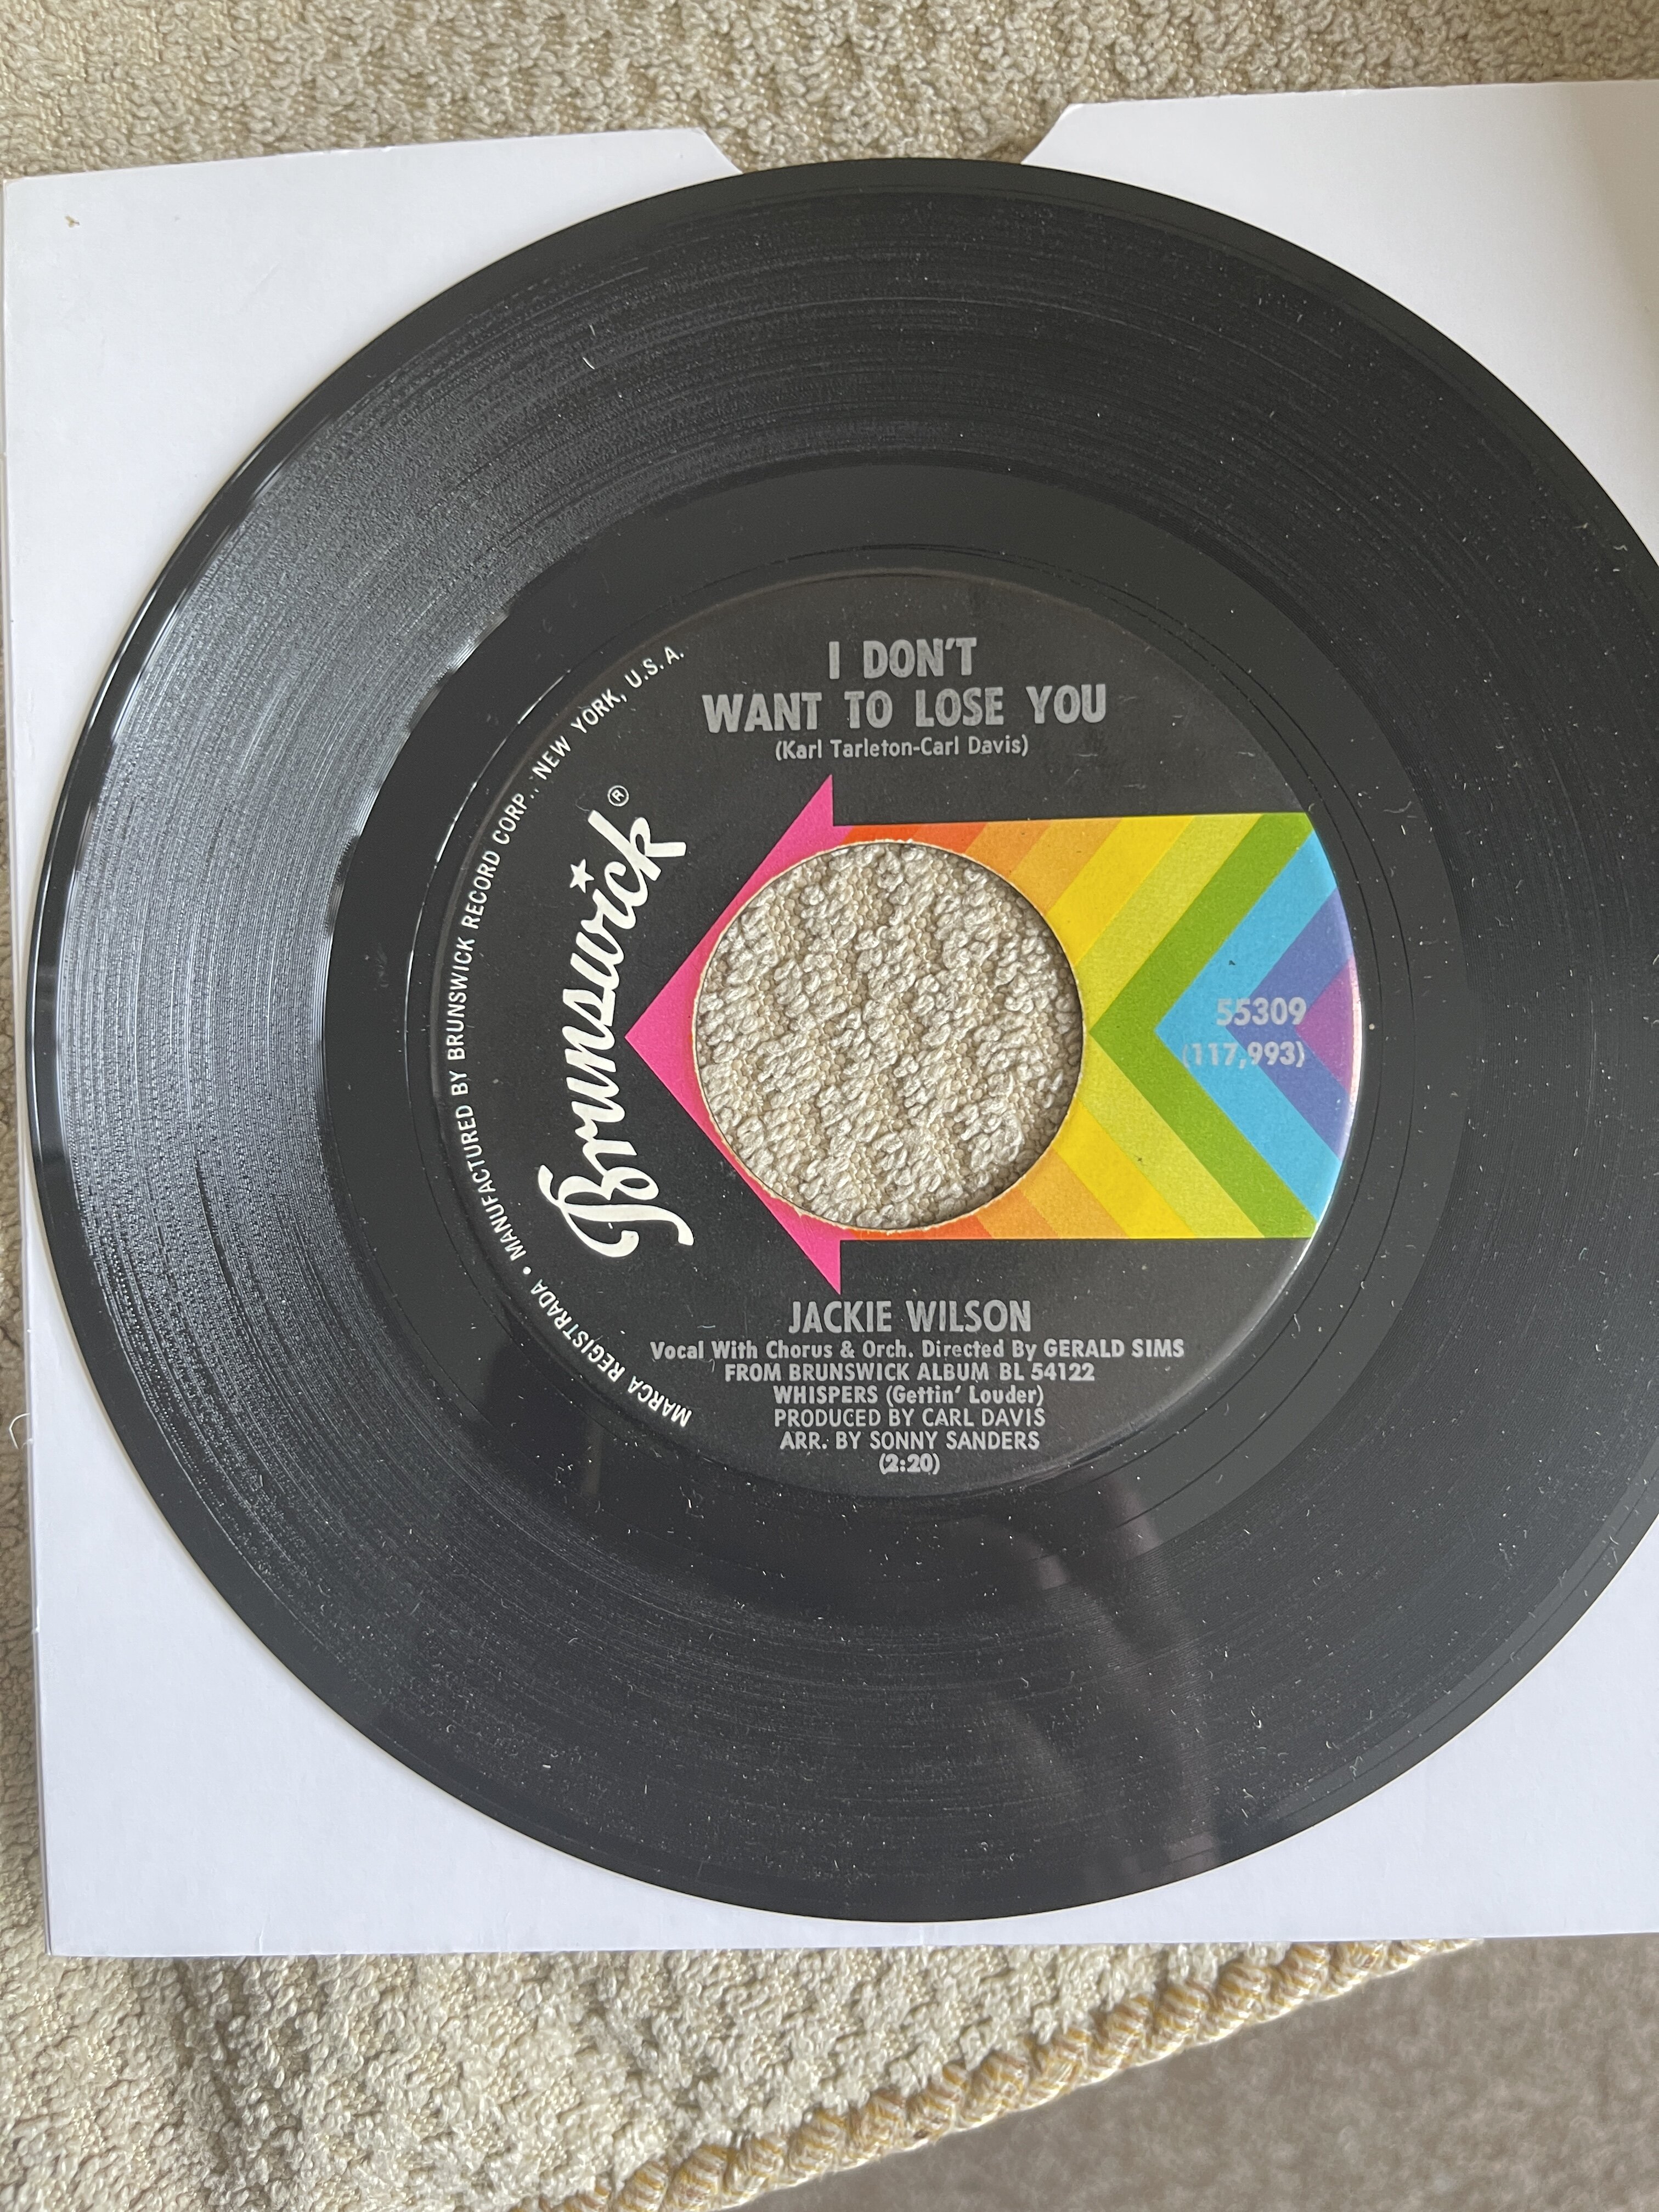 I DON'T
WANT TO LOSE YOU
(Karl Tarleton-Carl Davis)
Brunswick®
MARCA REGISTRADA • MANUFACTURED BY BRUNSWICK RECORD CORP., NEW YORK, U.S.A.
55309
(117,993)
JACKIE WILSON
Vocal With Chorus & Orch. Directed By GERALD SIMS
FROM BRUNSWICK ALBUM BL 54122
WHISPERS (Gettin' Louder)
PRODUCED BY CARL DAVIS
ARR. BY SONNY SANDERS
(2:20)